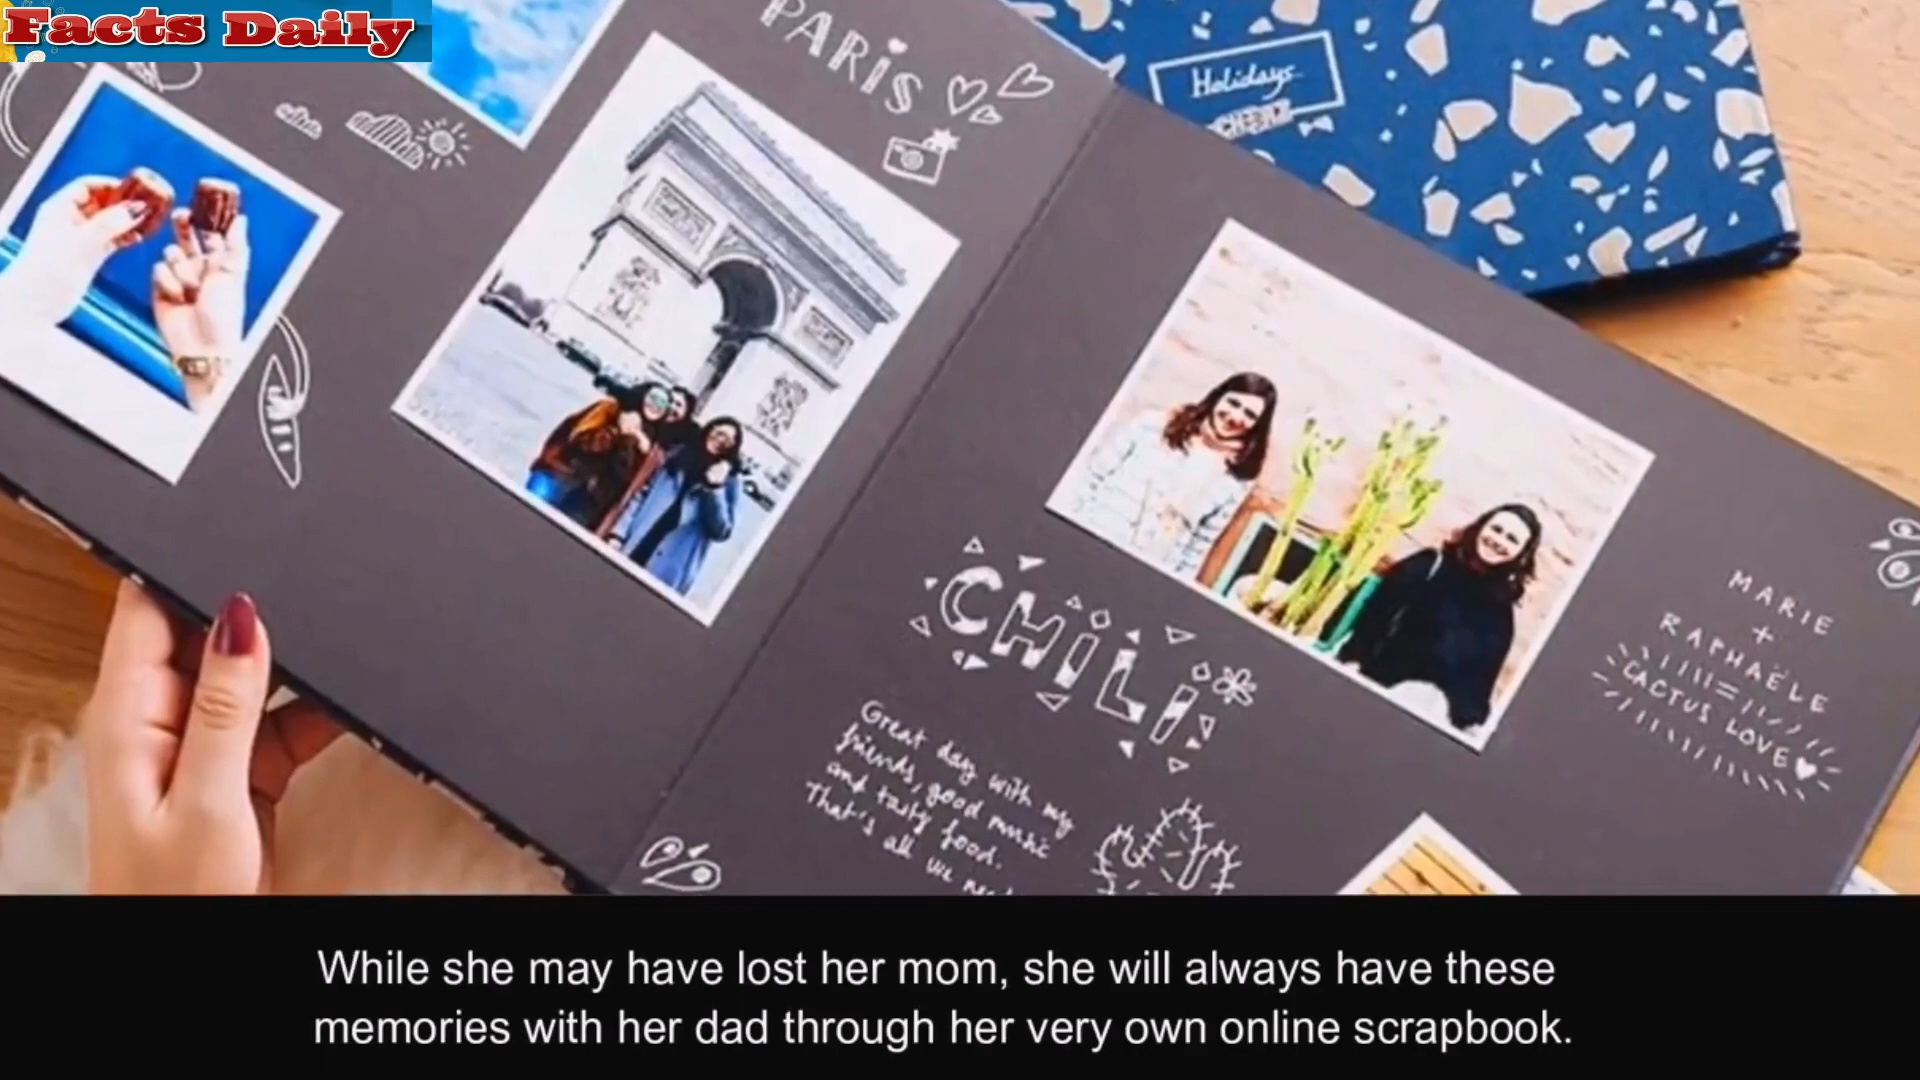 Facts Daily
PARIS
Holidays
CHILI
Great day with my
friends, good music
and tasty food.
That's all we
MARIE
+
RAPHAËLE
CACTUS LOVE
While she may have lost her mom, she will always have these
memories with her dad through her very own online scrapbook.